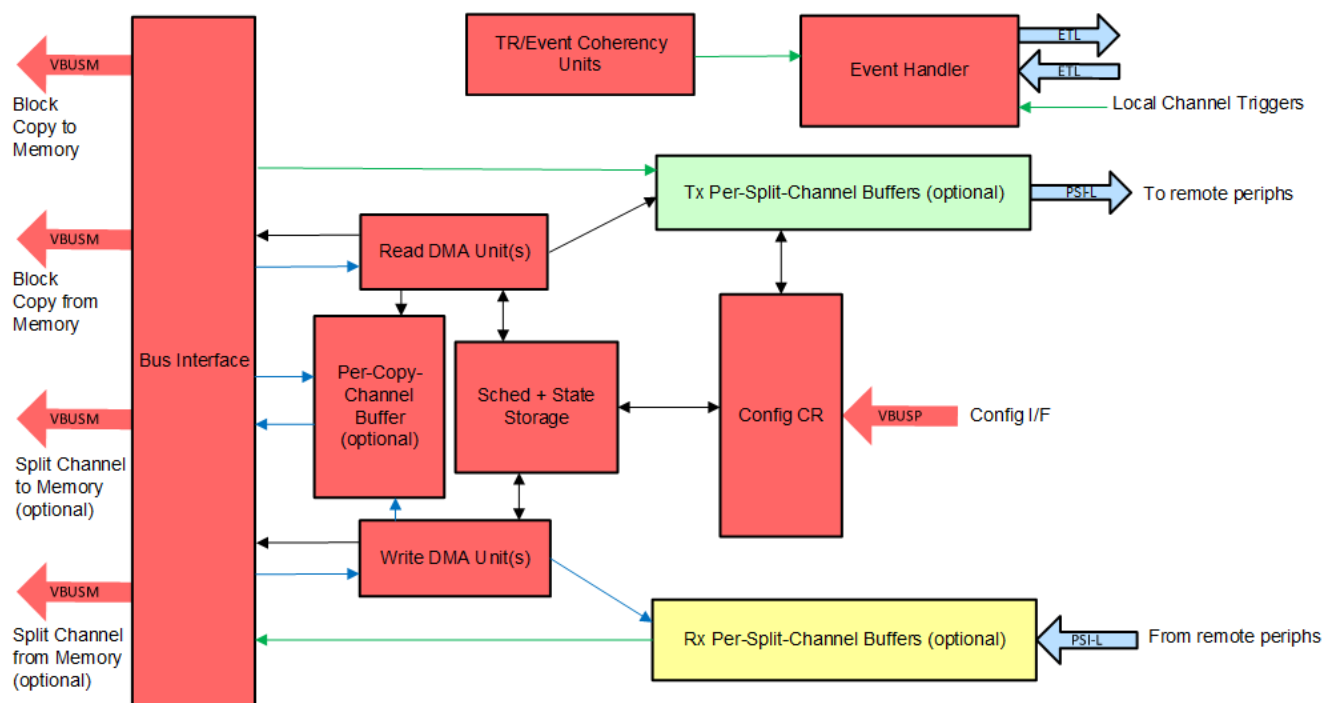 TR/Event Coherency
Units
Event Handler
ETL
ETL
Local Channel Triggers
VBUSM
Block
Copy to
Memory
Tx Per-Split-Channel Buffers (optional)
PSI-L
To remote periphs
VBUSM
Block
Copy from
Memory
Read DMA Unit(s)
Bus Interface
Per-Copy-
Channel
Buffer
(optional)
Sched + State
Storage
Config CR
VBUSP
Config I/F
VBUSM
Split Channel
to Memory
(optional)
Write DMA Unit(s)
VBUSM
Split Channel
from Memory
(optional)
Rx Per-Split-Channel Buffers (optional)
PSI-L
From remote periphs